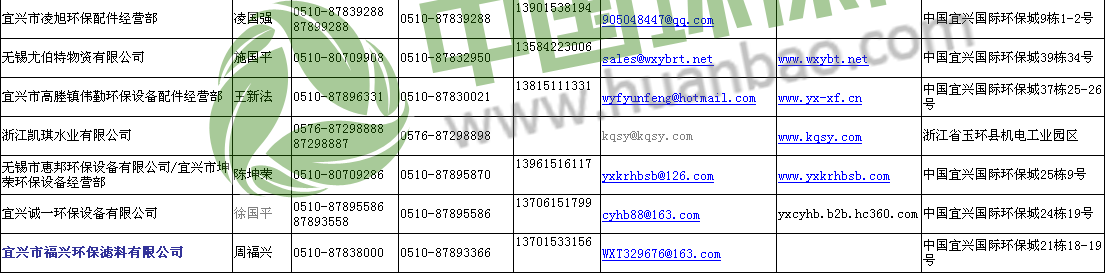 宜兴市凌旭环保配件经营部 凌国强 0510-87839288 87899288 0510-87839288 13901538194 905048447@qq.com 中国宜兴国际环保城9栋1-2号
无锡尤伯特物资有限公司 施国平 0510-80709908 0510-87832950 13584223006 sales@wxybrt.net www.wxybt.net 中国宜兴国际环保城39栋34号
宜兴市高塍镇伟勤环保设备配件经营部 王新法 0510-87896331 0510-87830021 13815111331 wyfyunfeng@hotmail.com www.yx-xf.cn 中国宜兴国际环保城37栋25-26号
浙江凯琪水业有限公司 0576-87298888 87298887 0576-87298898 kqsy@kqsy.com www.kqsy.com 浙江省玉环县机电工业园区
无锡市惠邦环保设备有限公司/宜兴市坤荣环保设备经营部 陈坤荣 0510-80709286 0510-87895870 13961516117 yxkrhbsb@126.com www.yxkrhbsb.com 中国宜兴国际环保城25栋9号
宜兴诚一环保设备有限公司 徐国平 0510-87895586 87893558 0510-87895586 13706151799 cyhb88@163.com yxcyhb.b2b.hc360.com 中国宜兴国际环保城24栋19号
宜兴市福兴环保滤料有限公司 周福兴 0510-87838000 0510-87893366 13701533156 WXT329676@163.com 中国宜兴国际环保城21栋18-19号
www.huanbao.com